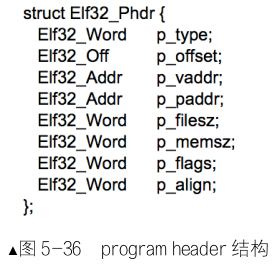 struct Elf32_Phdr {
Elf32_Word p_type;
Elf32_Off p_offset;
Elf32_Addr p_vaddr;
Elf32_Addr p_paddr;
Elf32_Word p_filesz;
Elf32_Word p_memsz;
Elf32_Word p_flags;
Elf32_Word p_align;
};
▲图 5-36 program header 结构